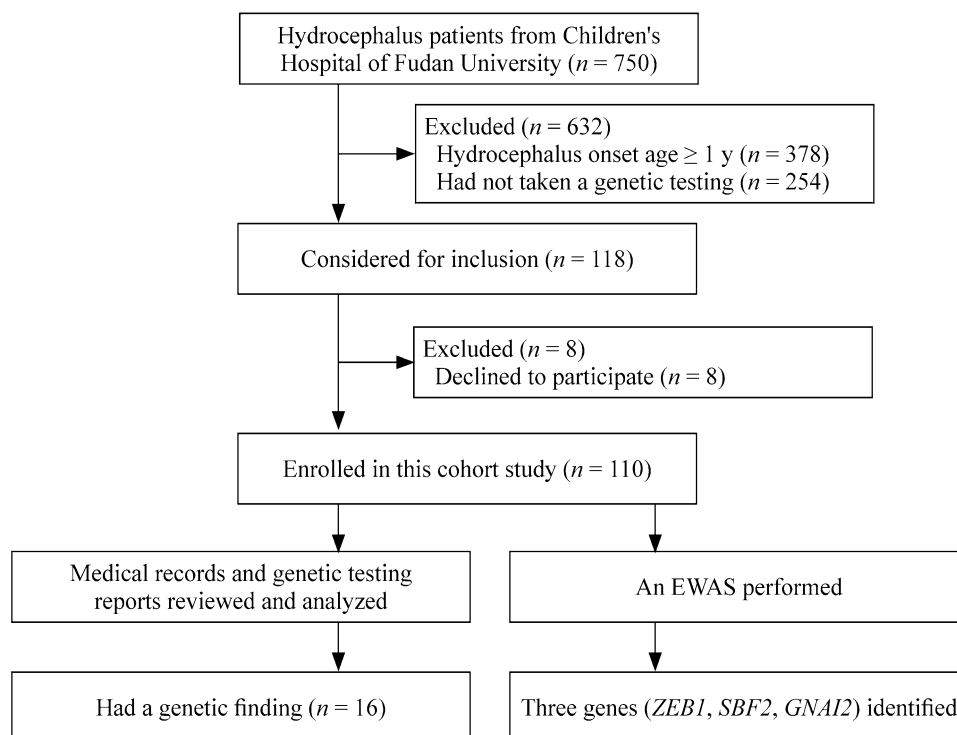 Hydrocephalus patients from Children's
Hospital of Fudan University (n = 750)
Excluded (n = 632)
Hydrocephalus onset age ≥ 1 y (n = 378)
Had not taken a genetic testing (n = 254)
Considered for inclusion (n = 118)
Excluded (n = 8)
Declined to participate (n = 8)
Enrolled in this cohort study (n = 110)
Medical records and genetic testing
reports reviewed and analyzed
An EWAS performed
Had a genetic finding (n = 16)
Three genes (ZEB1, SBF2, GNAI2) identified